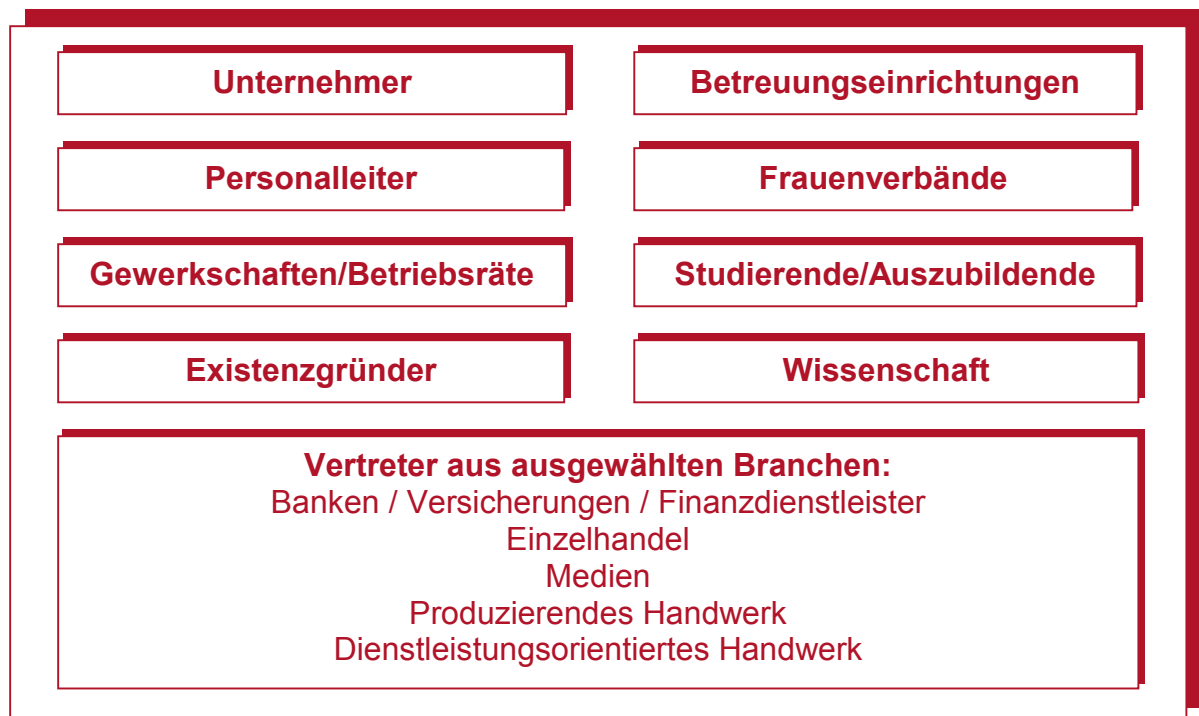 Unternehmer
Betreuungseinrichtungen
Personalleiter
Frauenverbände
Gewerkschaften/Betriebsräte
Studierende/Auszubildende
Existenzgründer
Wissenschaft
Vertreter aus ausgewählten Branchen:
Banken / Versicherungen / Finanzdienstleister
Einzelhandel
Medien
Produzierendes Handwerk
Dienstleistungsorientiertes Handwerk